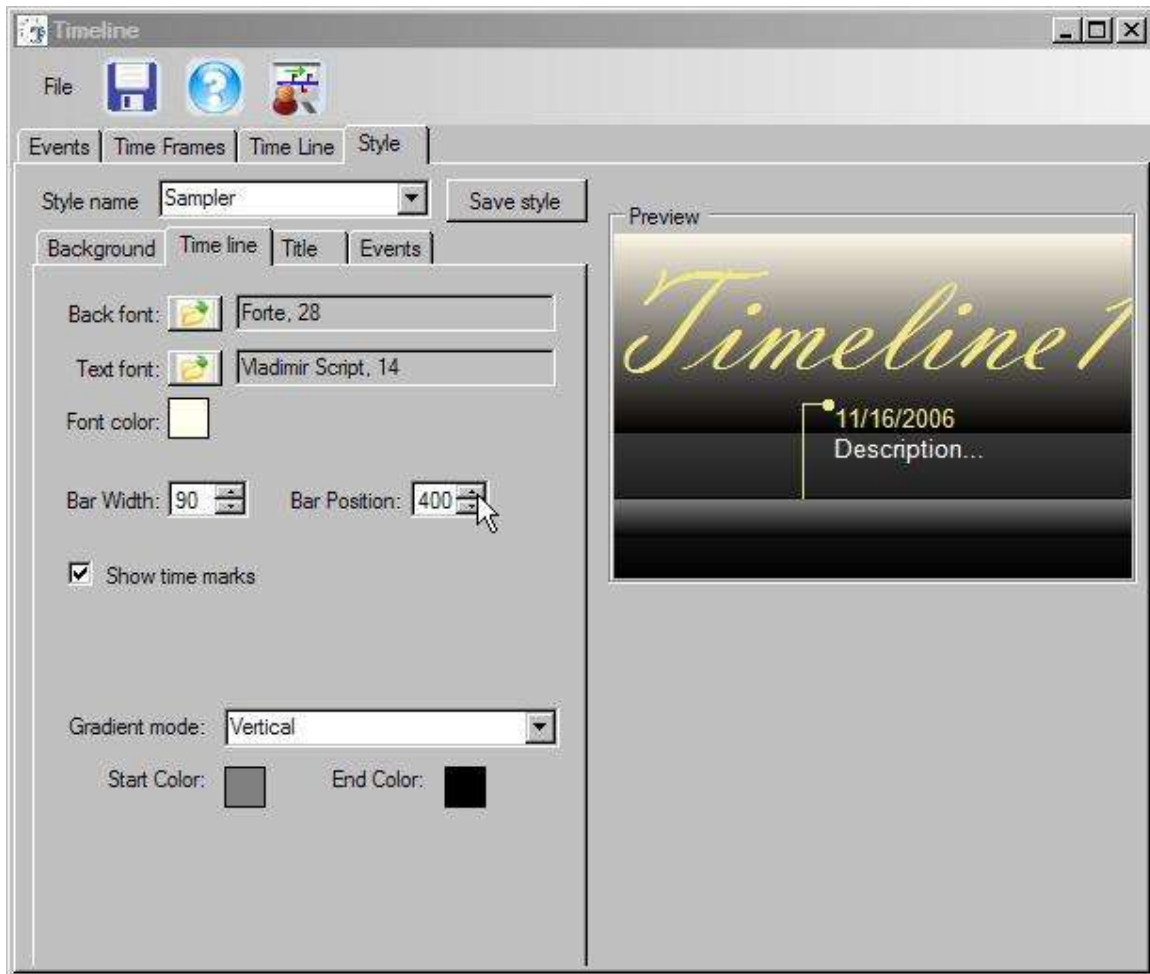 Timeline
File
Events Time Frames Time Line Style
Style name Sampler Save style
Background Time line Title Events
Back font: Forte, 28
Text font: Vladimir Script, 14
Font color:
Bar Width: 90 Bar Position: 400
Show time marks
Gradient mode: Vertical
Start Color: End Color:
Preview
Timeline1
11/16/2006
Description...